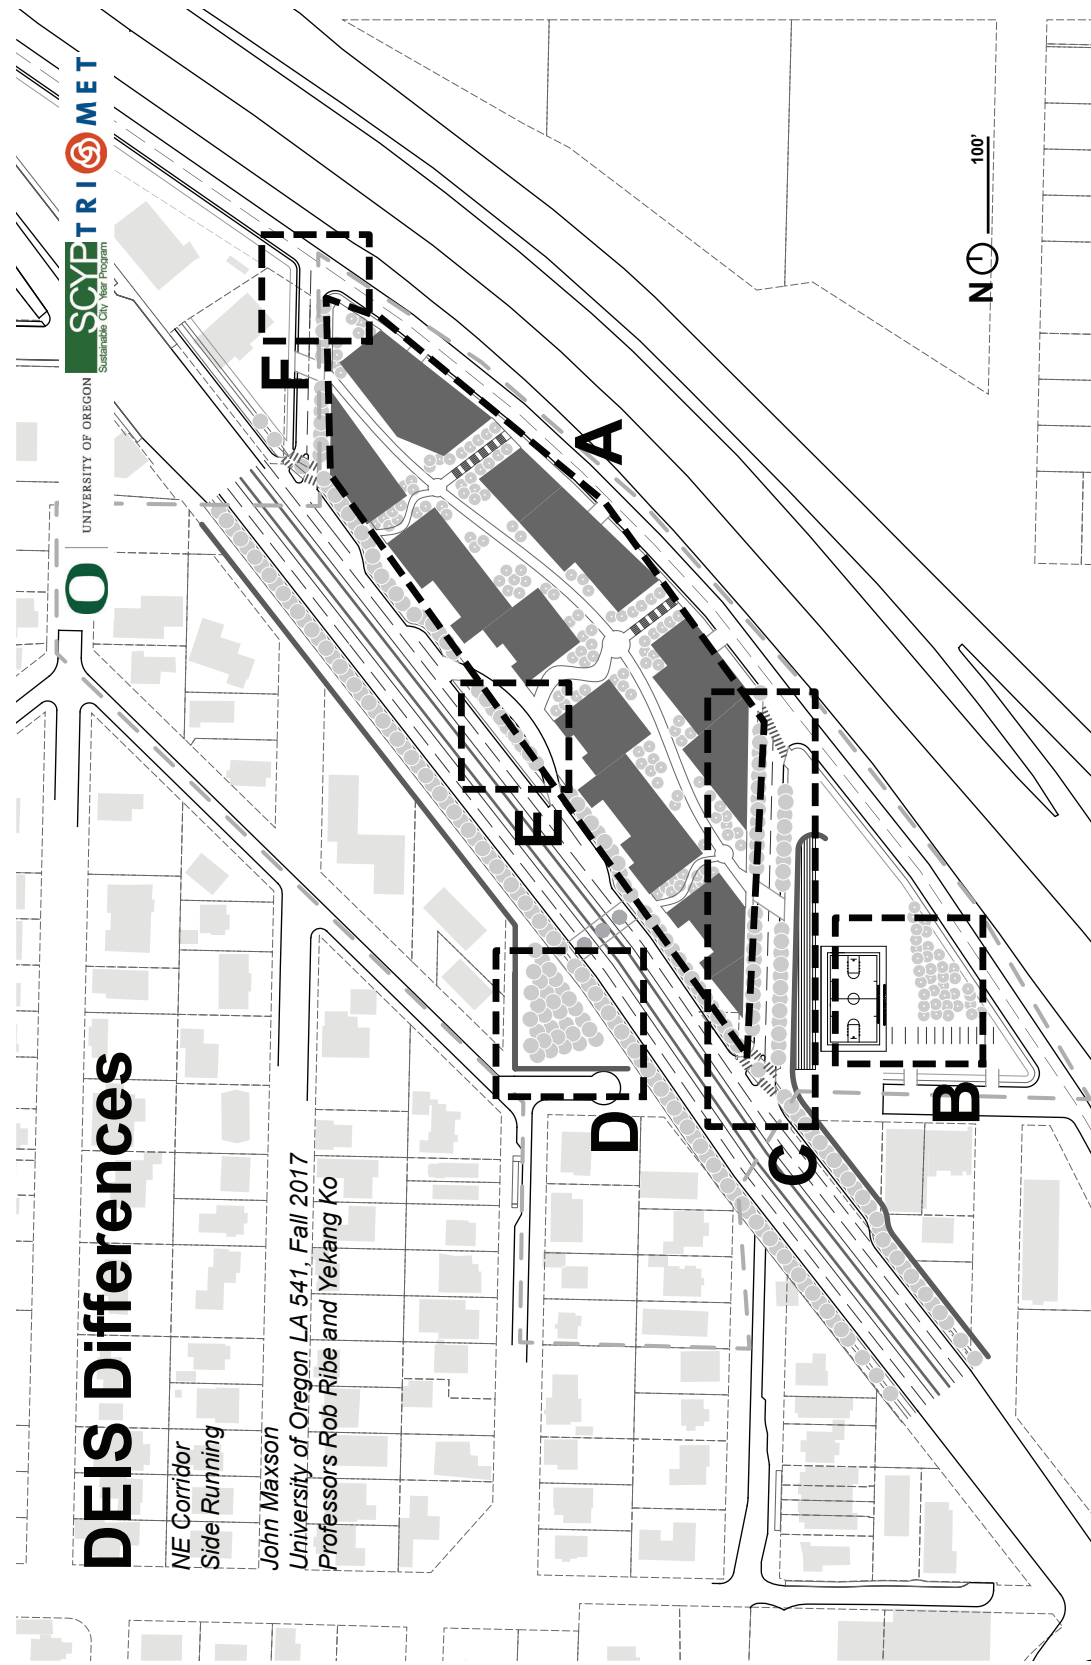 DEIS Differences
NE Corridor
Side Running
John Maxson
University of Oregon LA 541, Fall 2017
Professors Rob Ribe and Yekang Ko
O
UNIVERSITY OF OREGON
SCYP
Sustainable City Year Program
TRI MET
F
A
E
D
C
B
N
100'